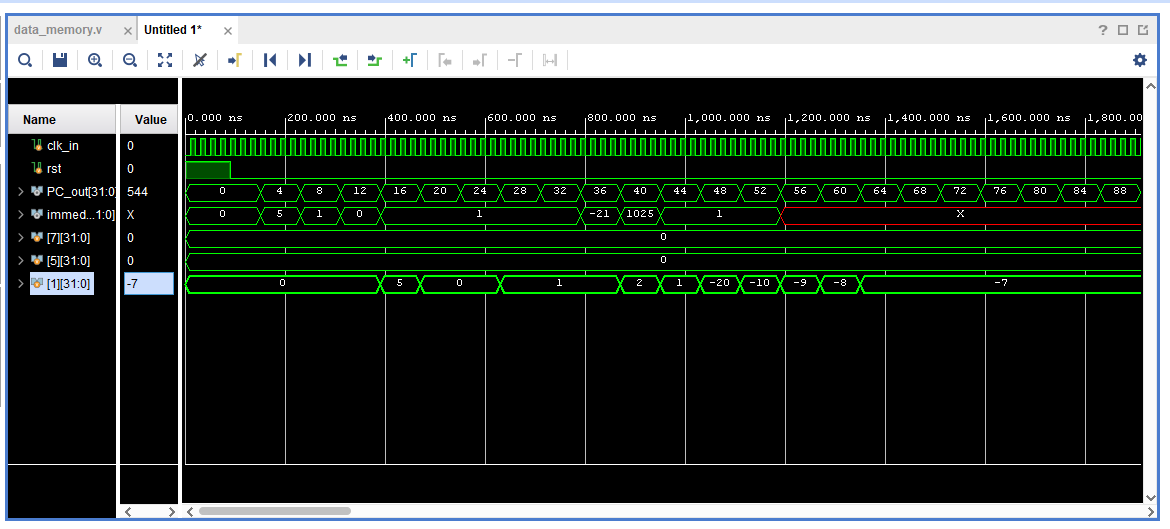 data_memory.v × Untitled 1* ×
?
Name Value
0.000 ns 200.000 ns 400.000 ns 600.000 ns 800.000 ns 1,000.000 ns 1,200.000 ns 1,400.000 ns 1,600.000 ns 1,800.00
clk_in 0
rst 0
PC_out[31:0 544 0 4 8 12 16 20 24 28 32 36 40 44 48 52 56 60 64 68 72 76 80 84 88
immed...1:0] X 0 5 1 0 1 -21 1025 1 X
[7][31:0] 0 0
[5][31:0] 0 0
[1][31:0] -7 0 5 0 1 2 1 -20 -10 -9 -8 -7